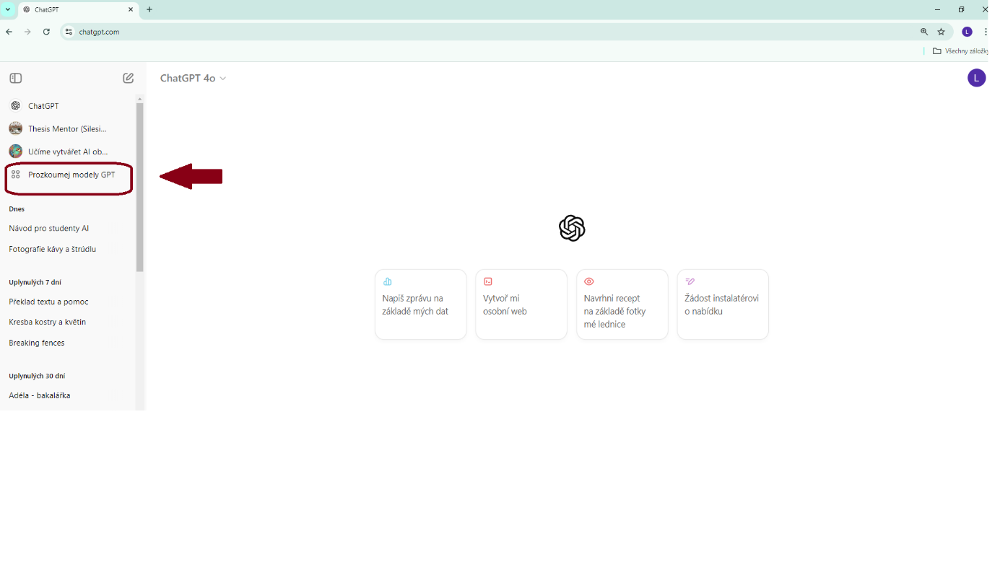 ChatGPT
chatgpt.com
L
Všechny záložky
ChatGPT 4o
L
ChatGPT
Thesis Mentor (Silesi...
Učíme vytvářet AI ob...
Prozkoumej modely GPT
Dnes
Návod pro studenty AI
Fotografie kávy a štrúdlu
Uplynulých 7 dní
Překlad textu a pomoc
Kresba kostry a květin
Breaking fences
Uplynulých 30 dní
Adéla - bakalářka
Napiš zprávu na
základě mých dat
Vytvoř mi
osobní web
Navrhni recept
na základě fotky
mé lednice
Žádost instalatérovi
o nabídku